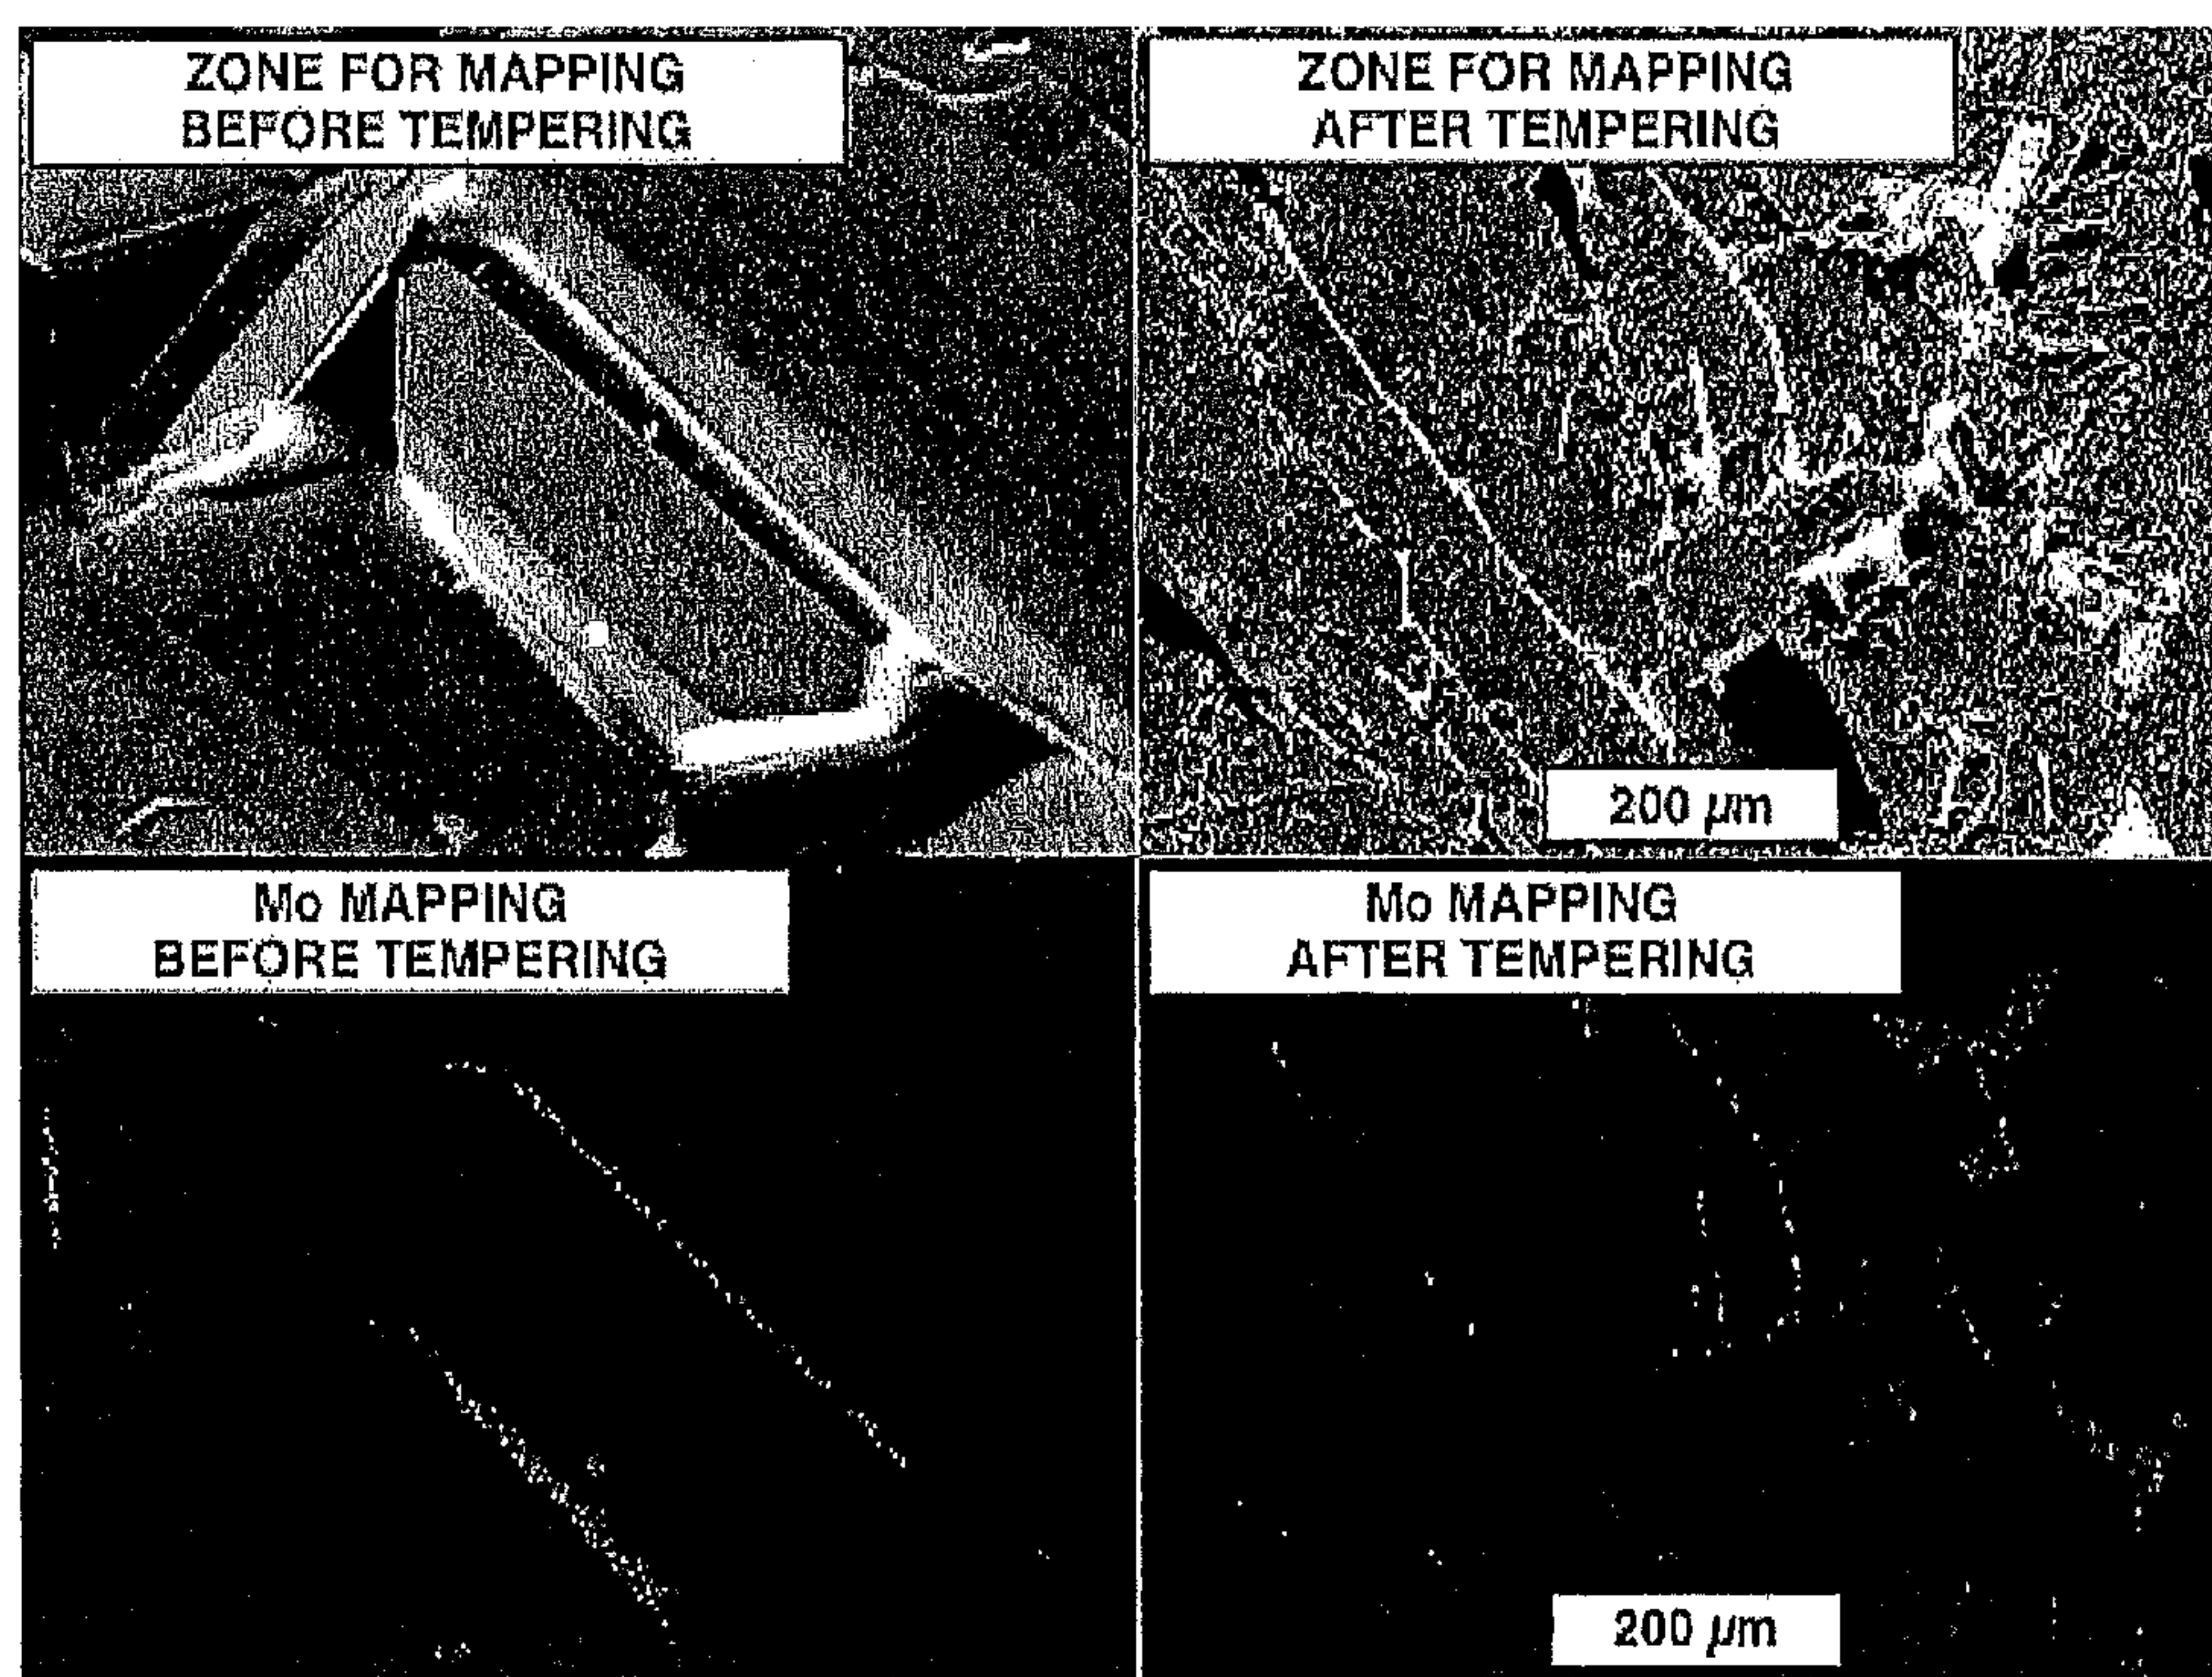 ZONE FOR MAPPING
BEFORE TEMPERING
ZONE FOR MAPPING
AFTER TEMPERING
200 µm
Mo MAPPING
BEFORE TEMPERING
Mo MAPPING
AFTER TEMPERING
200 µm